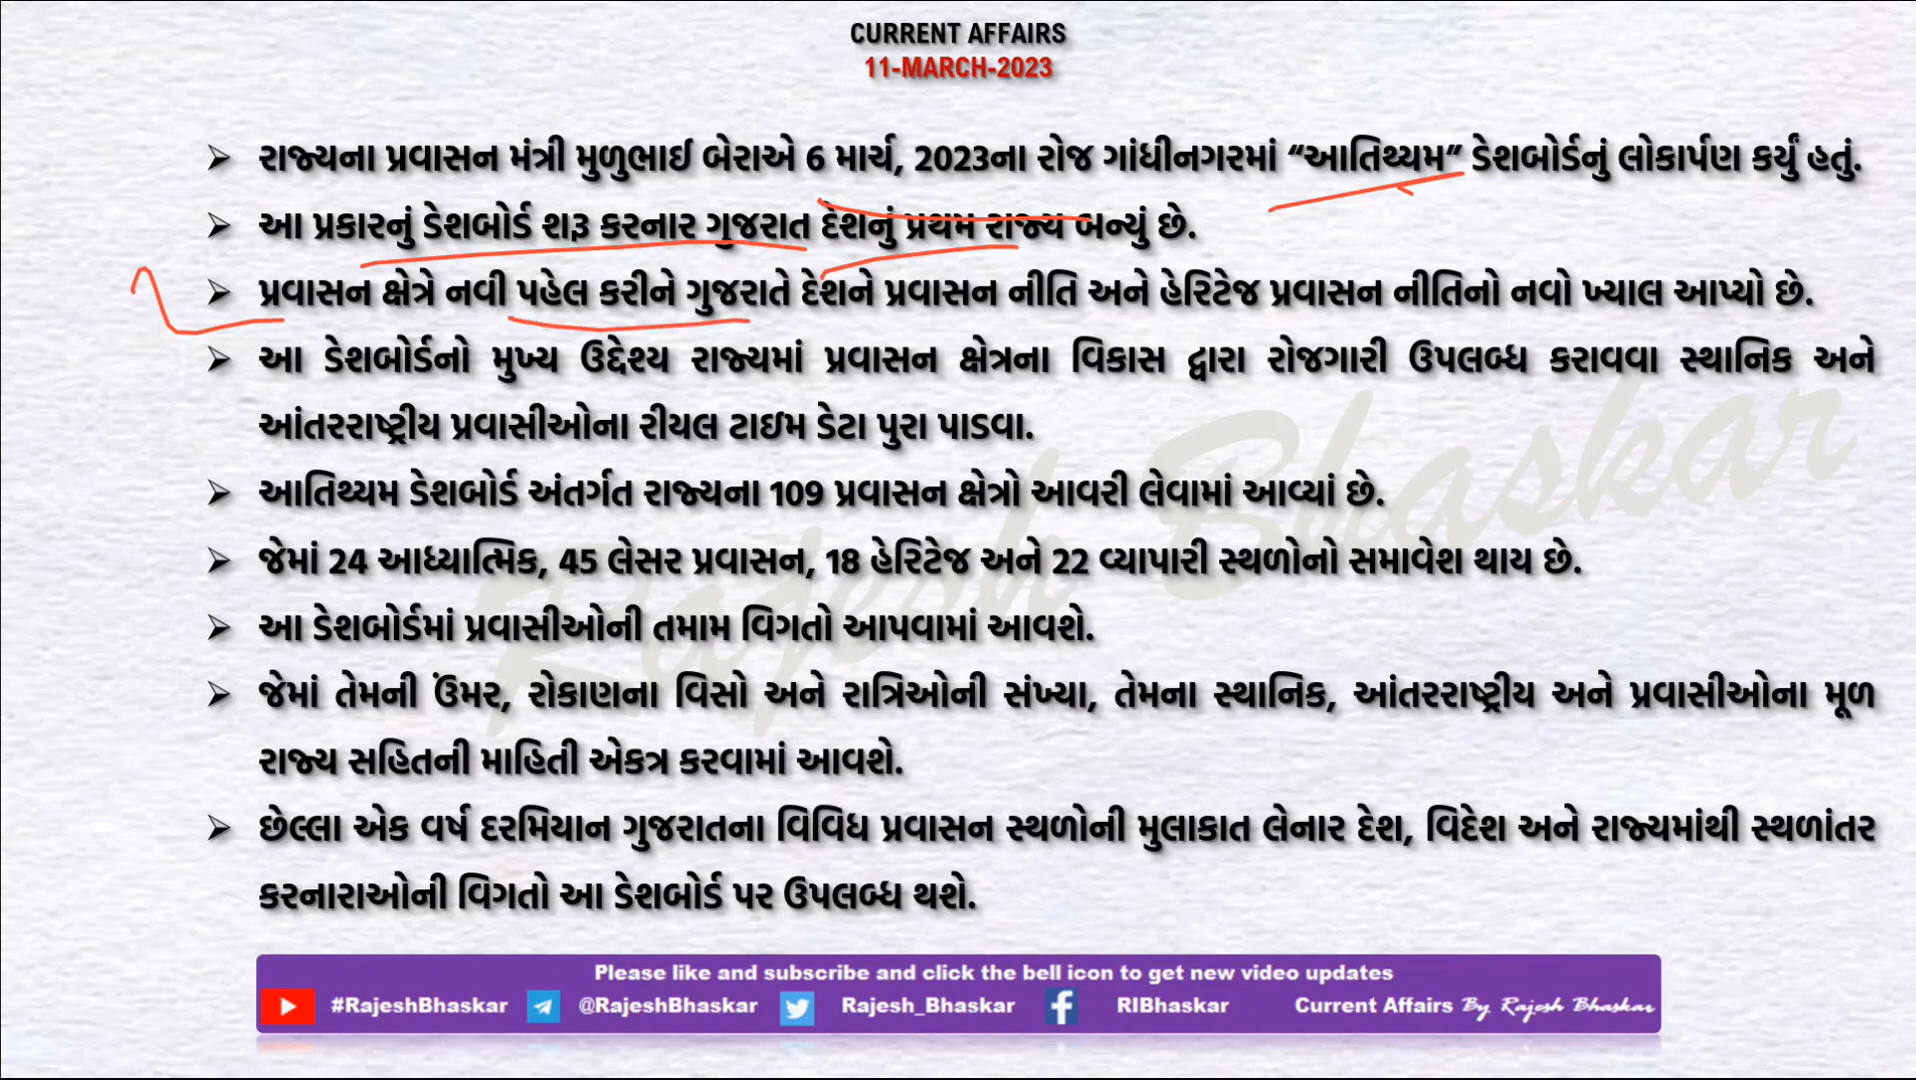 CURRENT AFFAIRS
11-MARCH-2023
➢ રાજ્યના પ્રવાસન મંત્રી મુળુભાઈ બેરાએ 6 માર્ચ, 2023ના રોજ ગાંધીનગરમાં “આતિથ્યમ” ડેશબોર્ડનું લોકાર્પણ કર્યું હતું.
➢ આ પ્રકારનું ડેશબોર્ડ શરૂ કરનાર ગુજરાત દેશનું પ્રથમ રાજ્ય બન્યું છે.
➢ પ્રવાસન ક્ષેત્રે નવી પહેલ કરીને ગુજરાતે દેશને પ્રવાસન નીતિ અને હેરિટેજ પ્રવાસન નીતિનો નવો ખ્યાલ આપ્યો છે.
➢ આ ડેશબોર્ડનો મુખ્ય ઉદ્દેશ્ય રાજ્યમાં પ્રવાસન ક્ષેત્રના વિકાસ દ્વારા રોજગારી ઉપલબ્ધ કરાવવા સ્થાનિક અને
આંતરરાષ્ટ્રીય પ્રવાસીઓના રીયલ ટાઇમ ડેટા પુરા પાડવા.
➢ આતિથ્યમ ડેશબોર્ડ અંતર્ગત રાજ્યના 109 પ્રવાસન ક્ષેત્રો આવરી લેવામાં આવ્યાં છે.
➢ જેમાં 24 આધ્યાત્મિક, 45 લેસર પ્રવાસન, 18 હેરિટેજ અને 22 વ્યાપારી સ્થળોનો સમાવેશ થાય છે.
➢ આ ડેશબોર્ડમાં પ્રવાસીઓની તમામ વિગતો આપવામાં આવશે.
➢ જેમાં તેમની ઉંમર, રોકાણના વિસો અને રાત્રિઓની સંખ્યા, તેમના સ્થાનિક, આંતરરાષ્ટ્રીય અને પ્રવાસીઓના મૂળ
રાજ્ય સહિતની માહિતી એકત્ર કરવામાં આવશે.
➢ છેલ્લા એક વર્ષ દરમિયાન ગુજરાતના વિવિધ પ્રવાસન સ્થળોની મુલાકાત લેનાર દેશ, વિદેશ અને રાજ્યમાંથી સ્થળાંતર
કરનારાઓની વિગતો આ ડેશબોર્ડ પર ઉપલબ્ધ થશે.
Rajesh Bhaskar
Please like and subscribe and click the bell icon to get new video updates
#RajeshBhaskar @RajeshBhaskar Rajesh_Bhaskar RIBhaskar Current Affairs By Rajesh Bhaskar